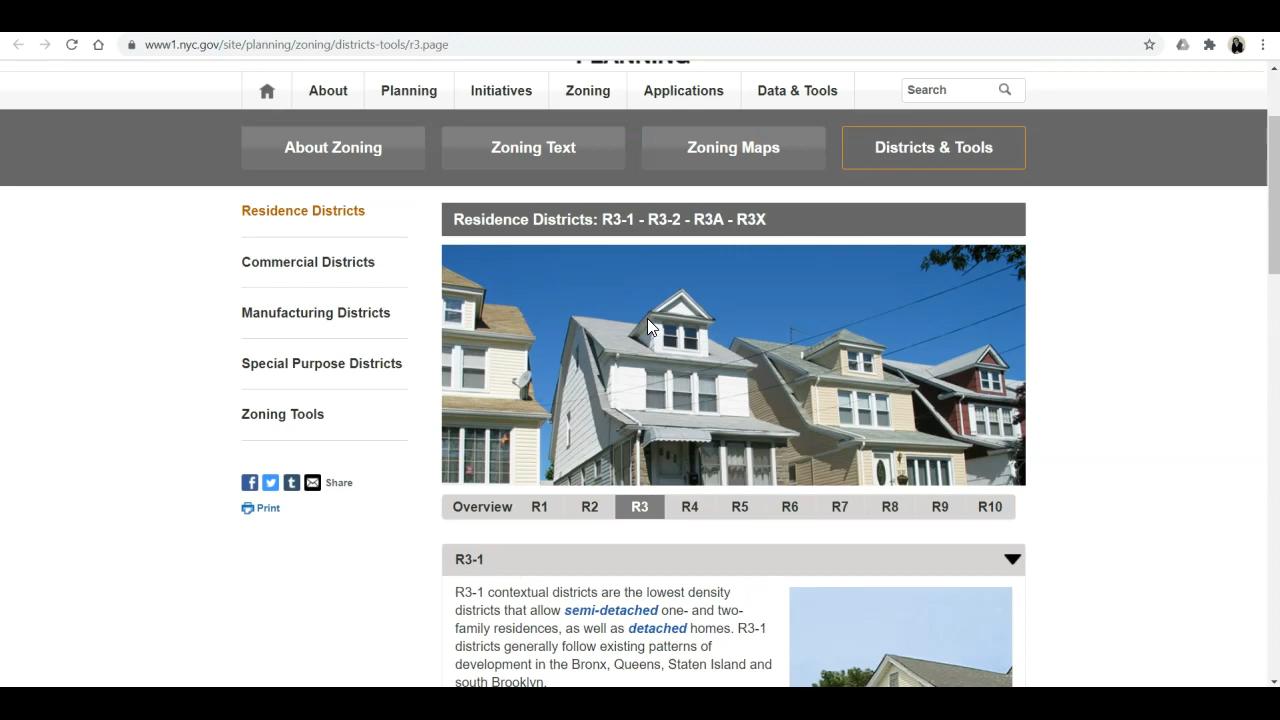 www1.nyc.gov/site/planning/zoning/districts-tools/r3.page
PLANNING
About
Planning
Initiatives
Zoning
Applications
Data & Tools
Search
About Zoning
Zoning Text
Zoning Maps
Districts & Tools
Residence Districts
Commercial Districts
Manufacturing Districts
Special Purpose Districts
Zoning Tools
Share
Print
Residence Districts: R3-1 - R3-2 - R3A - R3X
Overview R1 R2 R3 R4 R5 R6 R7 R8 R9 R10
R3-1
R3-1 contextual districts are the lowest density
districts that allow semi-detached one- and two-
family residences, as well as detached homes. R3-1
districts generally follow existing patterns of
development in the Bronx, Queens, Staten Island and
south Brooklyn.